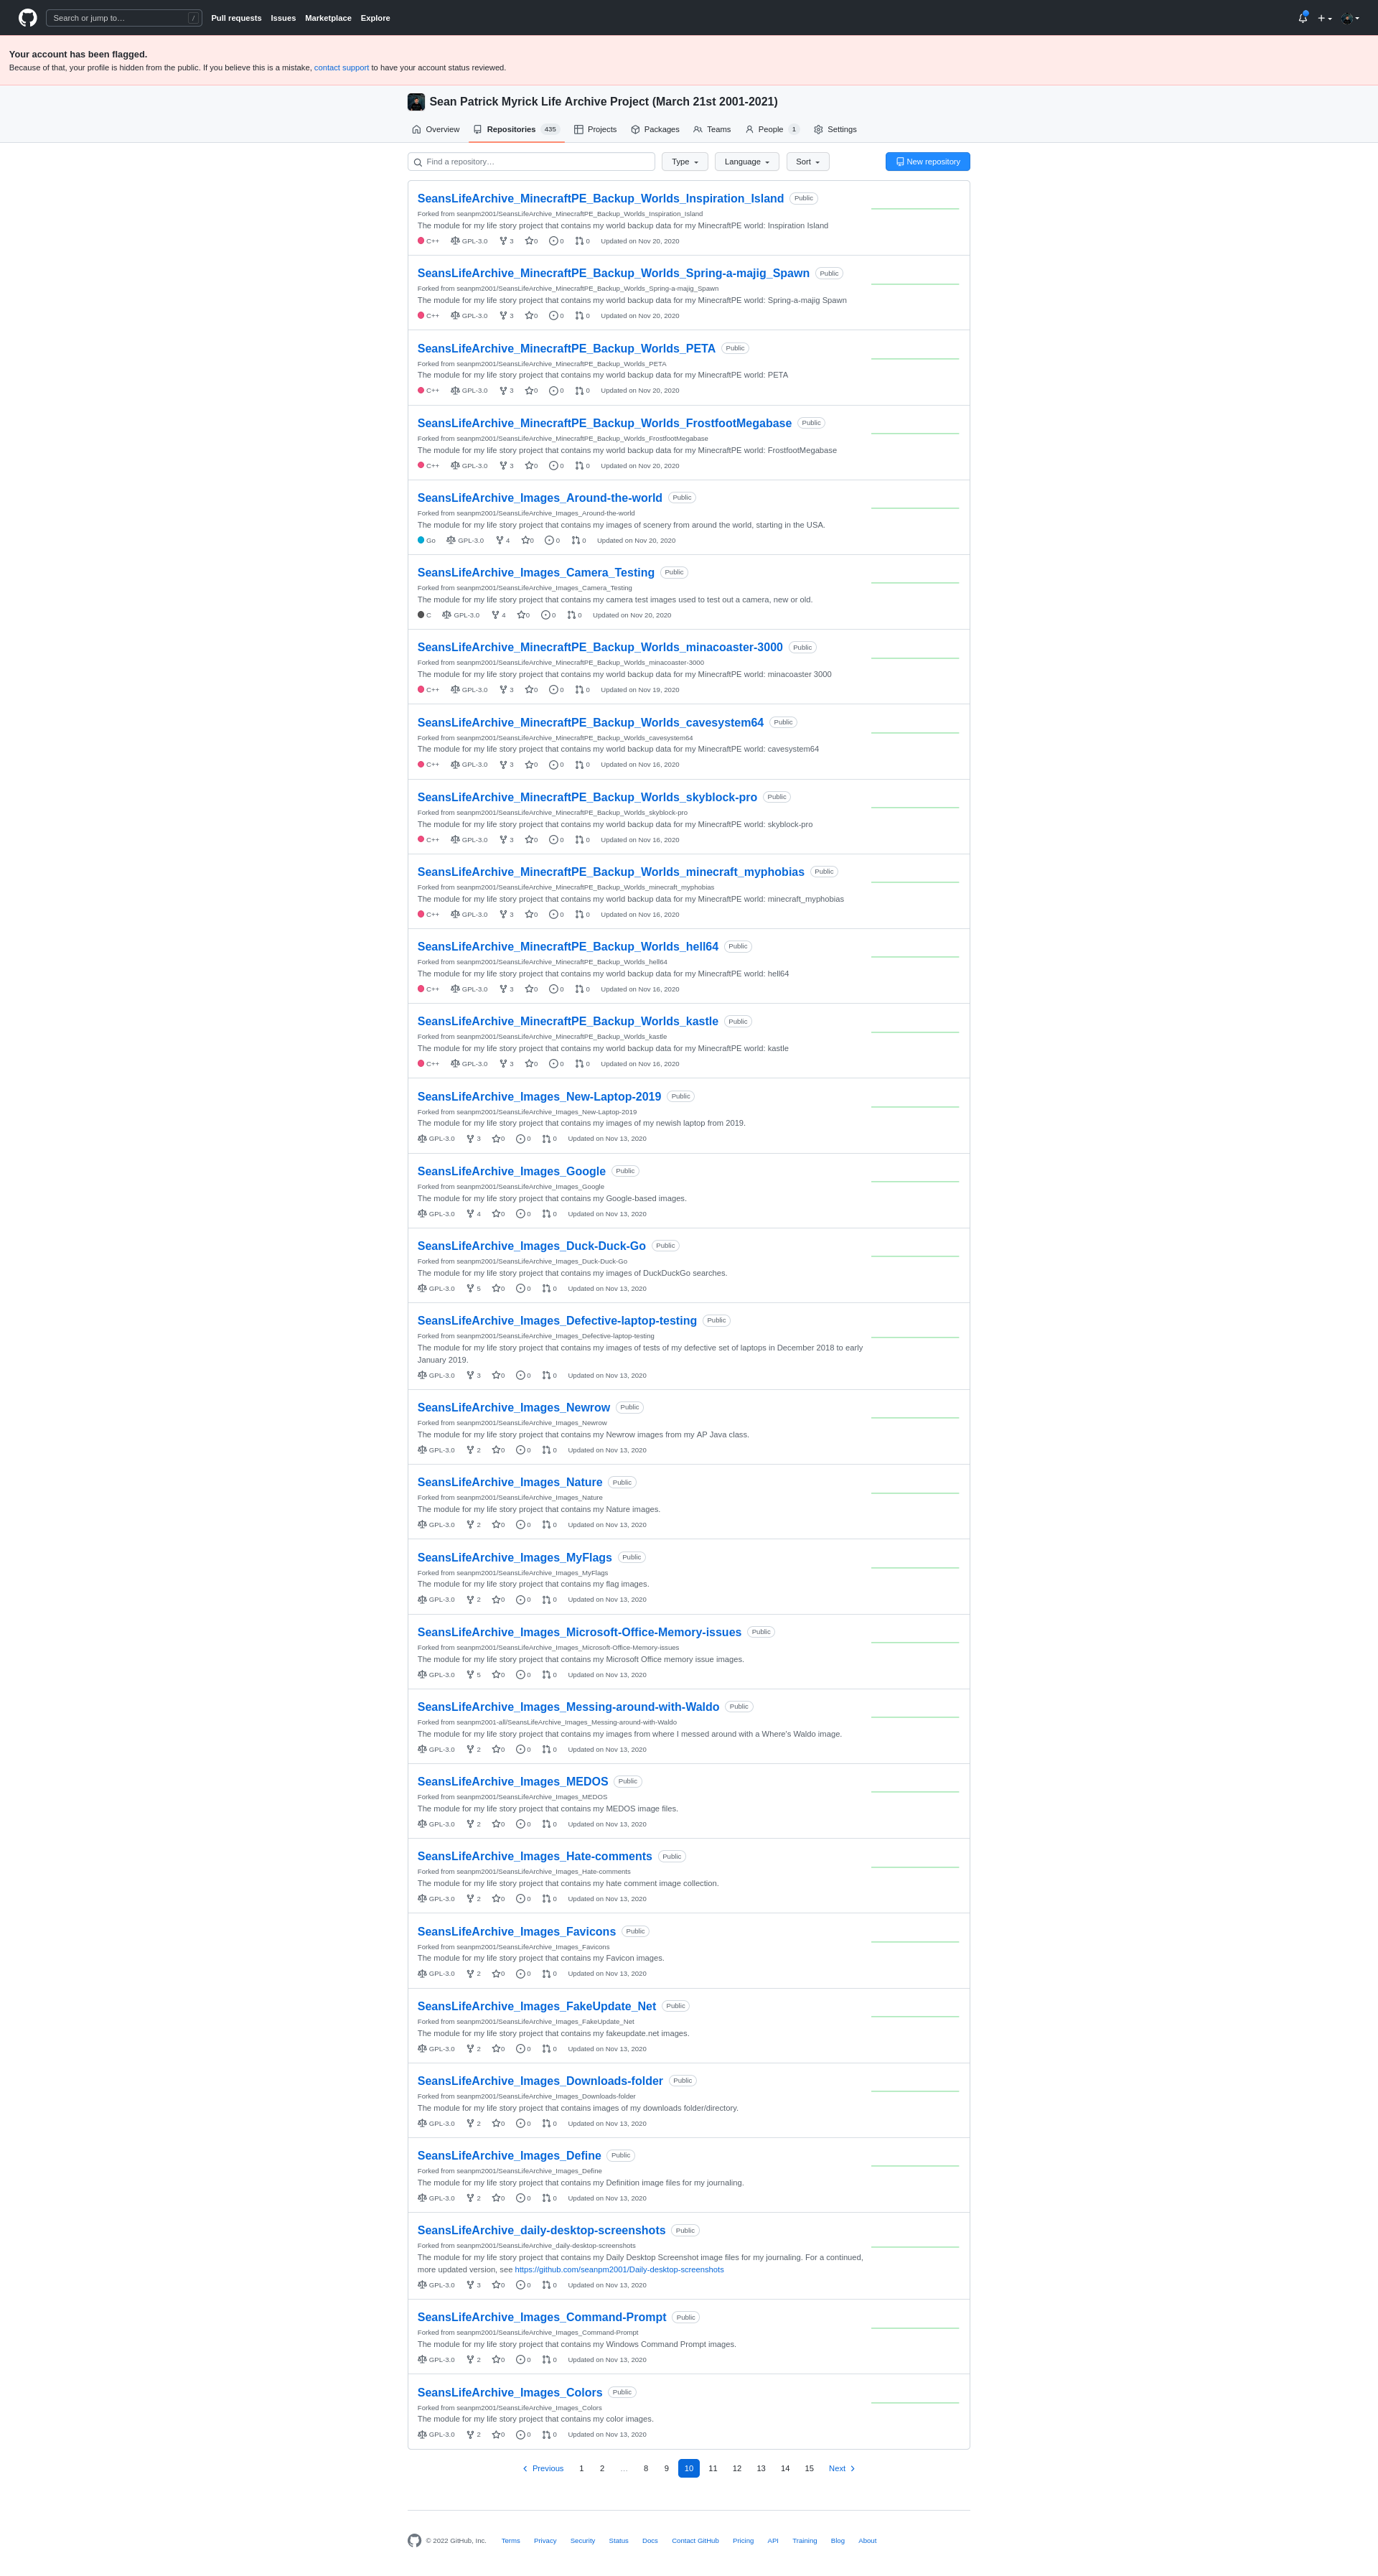 Search or jump to…
/
Pull requests Issues Marketplace Explore
Your account has been flagged.
Because of that, your profile is hidden from the public. If you believe this is a mistake, contact support to have your account status reviewed.
Sean Patrick Myrick Life Archive Project (March 21st 2001-2021)
Overview Repositories 435 Projects Packages Teams People 1 Settings
Find a repository… Type Language Sort New repository
SeansLifeArchive_MinecraftPE_Backup_Worlds_Inspiration_Island Public
Forked from seanpm2001/SeansLifeArchive_MinecraftPE_Backup_Worlds_Inspiration_Island
The module for my life story project that contains my world backup data for my MinecraftPE world: Inspiration Island
C++ GPL-3.0 3 0 0 0 Updated on Nov 20, 2020
SeansLifeArchive_MinecraftPE_Backup_Worlds_Spring-a-majig_Spawn Public
Forked from seanpm2001/SeansLifeArchive_MinecraftPE_Backup_Worlds_Spring-a-majig_Spawn
The module for my life story project that contains my world backup data for my MinecraftPE world: Spring-a-majig Spawn
C++ GPL-3.0 3 0 0 0 Updated on Nov 20, 2020
SeansLifeArchive_MinecraftPE_Backup_Worlds_PETA Public
Forked from seanpm2001/SeansLifeArchive_MinecraftPE_Backup_Worlds_PETA
The module for my life story project that contains my world backup data for my MinecraftPE world: PETA
C++ GPL-3.0 3 0 0 0 Updated on Nov 20, 2020
SeansLifeArchive_MinecraftPE_Backup_Worlds_FrostfootMegabase Public
Forked from seanpm2001/SeansLifeArchive_MinecraftPE_Backup_Worlds_FrostfootMegabase
The module for my life story project that contains my world backup data for my MinecraftPE world: FrostfootMegabase
C++ GPL-3.0 3 0 0 0 Updated on Nov 20, 2020
SeansLifeArchive_Images_Around-the-world Public
Forked from seanpm2001/SeansLifeArchive_Images_Around-the-world
The module for my life story project that contains my images of scenery from around the world, starting in the USA.
Go GPL-3.0 4 0 0 0 Updated on Nov 20, 2020
SeansLifeArchive_Images_Camera_Testing Public
Forked from seanpm2001/SeansLifeArchive_Images_Camera_Testing
The module for my life story project that contains my camera test images used to test out a camera, new or old.
C GPL-3.0 4 0 0 0 Updated on Nov 20, 2020
SeansLifeArchive_MinecraftPE_Backup_Worlds_minacoaster-3000 Public
Forked from seanpm2001/SeansLifeArchive_MinecraftPE_Backup_Worlds_minacoaster-3000
The module for my life story project that contains my world backup data for my MinecraftPE world: minacoaster 3000
C++ GPL-3.0 3 0 0 0 Updated on Nov 19, 2020
SeansLifeArchive_MinecraftPE_Backup_Worlds_cavesystem64 Public
Forked from seanpm2001/SeansLifeArchive_MinecraftPE_Backup_Worlds_cavesystem64
The module for my life story project that contains my world backup data for my MinecraftPE world: cavesystem64
C++ GPL-3.0 3 0 0 0 Updated on Nov 16, 2020
SeansLifeArchive_MinecraftPE_Backup_Worlds_skyblock-pro Public
Forked from seanpm2001/SeansLifeArchive_MinecraftPE_Backup_Worlds_skyblock-pro
The module for my life story project that contains my world backup data for my MinecraftPE world: skyblock-pro
C++ GPL-3.0 3 0 0 0 Updated on Nov 16, 2020
SeansLifeArchive_MinecraftPE_Backup_Worlds_minecraft_myphobias Public
Forked from seanpm2001/SeansLifeArchive_MinecraftPE_Backup_Worlds_minecraft_myphobias
The module for my life story project that contains my world backup data for my MinecraftPE world: minecraft_myphobias
C++ GPL-3.0 3 0 0 0 Updated on Nov 16, 2020
SeansLifeArchive_MinecraftPE_Backup_Worlds_hell64 Public
Forked from seanpm2001/SeansLifeArchive_MinecraftPE_Backup_Worlds_hell64
The module for my life story project that contains my world backup data for my MinecraftPE world: hell64
C++ GPL-3.0 3 0 0 0 Updated on Nov 16, 2020
SeansLifeArchive_MinecraftPE_Backup_Worlds_kastle Public
Forked from seanpm2001/SeansLifeArchive_MinecraftPE_Backup_Worlds_kastle
The module for my life story project that contains my world backup data for my MinecraftPE world: kastle
C++ GPL-3.0 3 0 0 0 Updated on Nov 16, 2020
SeansLifeArchive_Images_New-Laptop-2019 Public
Forked from seanpm2001/SeansLifeArchive_Images_New-Laptop-2019
The module for my life story project that contains my images of my newish laptop from 2019.
GPL-3.0 3 0 0 0 Updated on Nov 13, 2020
SeansLifeArchive_Images_Google Public
Forked from seanpm2001/SeansLifeArchive_Images_Google
The module for my life story project that contains my Google-based images.
GPL-3.0 4 0 0 0 Updated on Nov 13, 2020
SeansLifeArchive_Images_Duck-Duck-Go Public
Forked from seanpm2001/SeansLifeArchive_Images_Duck-Duck-Go
The module for my life story project that contains my images of DuckDuckGo searches.
GPL-3.0 5 0 0 0 Updated on Nov 13, 2020
SeansLifeArchive_Images_Defective-laptop-testing Public
Forked from seanpm2001/SeansLifeArchive_Images_Defective-laptop-testing
The module for my life story project that contains my images of tests of my defective set of laptops in December 2018 to early
January 2019.
GPL-3.0 3 0 0 0 Updated on Nov 13, 2020
SeansLifeArchive_Images_Newrow Public
Forked from seanpm2001/SeansLifeArchive_Images_Newrow
The module for my life story project that contains my Newrow images from my AP Java class.
GPL-3.0 2 0 0 0 Updated on Nov 13, 2020
SeansLifeArchive_Images_Nature Public
Forked from seanpm2001/SeansLifeArchive_Images_Nature
The module for my life story project that contains my Nature images.
GPL-3.0 2 0 0 0 Updated on Nov 13, 2020
SeansLifeArchive_Images_MyFlags Public
Forked from seanpm2001/SeansLifeArchive_Images_MyFlags
The module for my life story project that contains my flag images.
GPL-3.0 2 0 0 0 Updated on Nov 13, 2020
SeansLifeArchive_Images_Microsoft-Office-Memory-issues Public
Forked from seanpm2001/SeansLifeArchive_Images_Microsoft-Office-Memory-issues
The module for my life story project that contains my Microsoft Office memory issue images.
GPL-3.0 5 0 0 0 Updated on Nov 13, 2020
SeansLifeArchive_Images_Messing-around-with-Waldo Public
Forked from seanpm2001-all/SeansLifeArchive_Images_Messing-around-with-Waldo
The module for my life story project that contains my images from where I messed around with a Where's Waldo image.
GPL-3.0 2 0 0 0 Updated on Nov 13, 2020
SeansLifeArchive_Images_MEDOS Public
Forked from seanpm2001/SeansLifeArchive_Images_MEDOS
The module for my life story project that contains my MEDOS image files.
GPL-3.0 2 0 0 0 Updated on Nov 13, 2020
SeansLifeArchive_Images_Hate-comments Public
Forked from seanpm2001/SeansLifeArchive_Images_Hate-comments
The module for my life story project that contains my hate comment image collection.
GPL-3.0 2 0 0 0 Updated on Nov 13, 2020
SeansLifeArchive_Images_Favicons Public
Forked from seanpm2001/SeansLifeArchive_Images_Favicons
The module for my life story project that contains my Favicon images.
GPL-3.0 2 0 0 0 Updated on Nov 13, 2020
SeansLifeArchive_Images_FakeUpdate_Net Public
Forked from seanpm2001/SeansLifeArchive_Images_FakeUpdate_Net
The module for my life story project that contains my fakeupdate.net images.
GPL-3.0 2 0 0 0 Updated on Nov 13, 2020
SeansLifeArchive_Images_Downloads-folder Public
Forked from seanpm2001/SeansLifeArchive_Images_Downloads-folder
The module for my life story project that contains images of my downloads folder/directory.
GPL-3.0 2 0 0 0 Updated on Nov 13, 2020
SeansLifeArchive_Images_Define Public
Forked from seanpm2001/SeansLifeArchive_Images_Define
The module for my life story project that contains my Definition image files for my journaling.
GPL-3.0 2 0 0 0 Updated on Nov 13, 2020
SeansLifeArchive_daily-desktop-screenshots Public
Forked from seanpm2001/SeansLifeArchive_daily-desktop-screenshots
The module for my life story project that contains my Daily Desktop Screenshot image files for my journaling. For a continued,
more updated version, see https://github.com/seanpm2001/Daily-desktop-screenshots
GPL-3.0 3 0 0 0 Updated on Nov 13, 2020
SeansLifeArchive_Images_Command-Prompt Public
Forked from seanpm2001/SeansLifeArchive_Images_Command-Prompt
The module for my life story project that contains my Windows Command Prompt images.
GPL-3.0 2 0 0 0 Updated on Nov 13, 2020
SeansLifeArchive_Images_Colors Public
Forked from seanpm2001/SeansLifeArchive_Images_Colors
The module for my life story project that contains my color images.
GPL-3.0 2 0 0 0 Updated on Nov 13, 2020
Previous 1 2 … 8 9 10 11 12 13 14 15 Next
© 2022 GitHub, Inc. Terms Privacy Security Status Docs Contact GitHub Pricing API Training Blog About